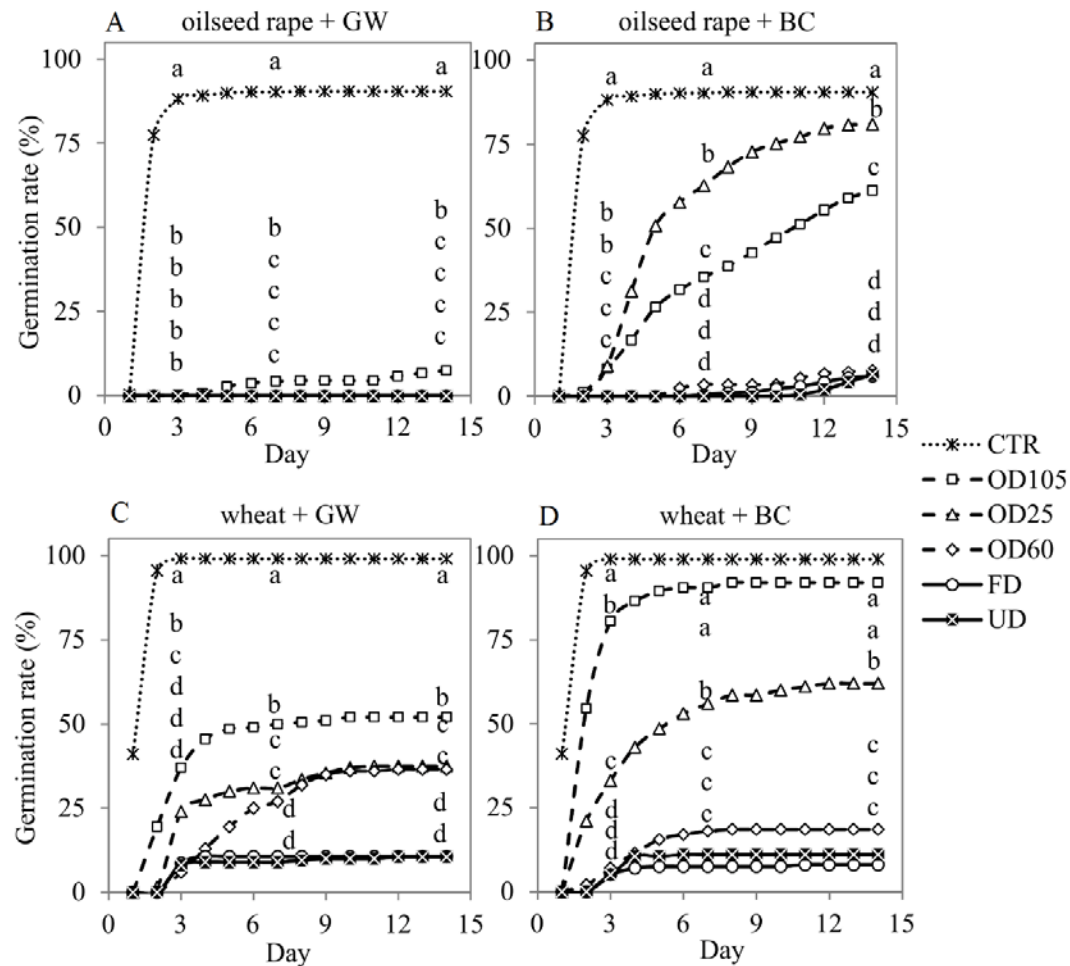 A oilseed rape + GW
B oilseed rape + BC
100
75
50
25
0
Germination rate (%)
a a a
b b b
b c c
b c c
b c c
b c c
0 3 6 9 12 15
Day
100
75
50
25
0
a a a
b b b
b c c
c d d
c d d
c d d
0 3 6 9 12 15
Day
CTR
OD105
OD25
OD60
FD
UD
C wheat + GW
D wheat + BC
100
75
50
25
0
Germination rate (%)
a a a
b b b
c c c
d c c
d d d
d d d
0 3 6 9 12 15
Day
100
75
50
25
0
a a a
b a a
c b b
d c c
d c c
d c c
0 3 6 9 12 15
Day